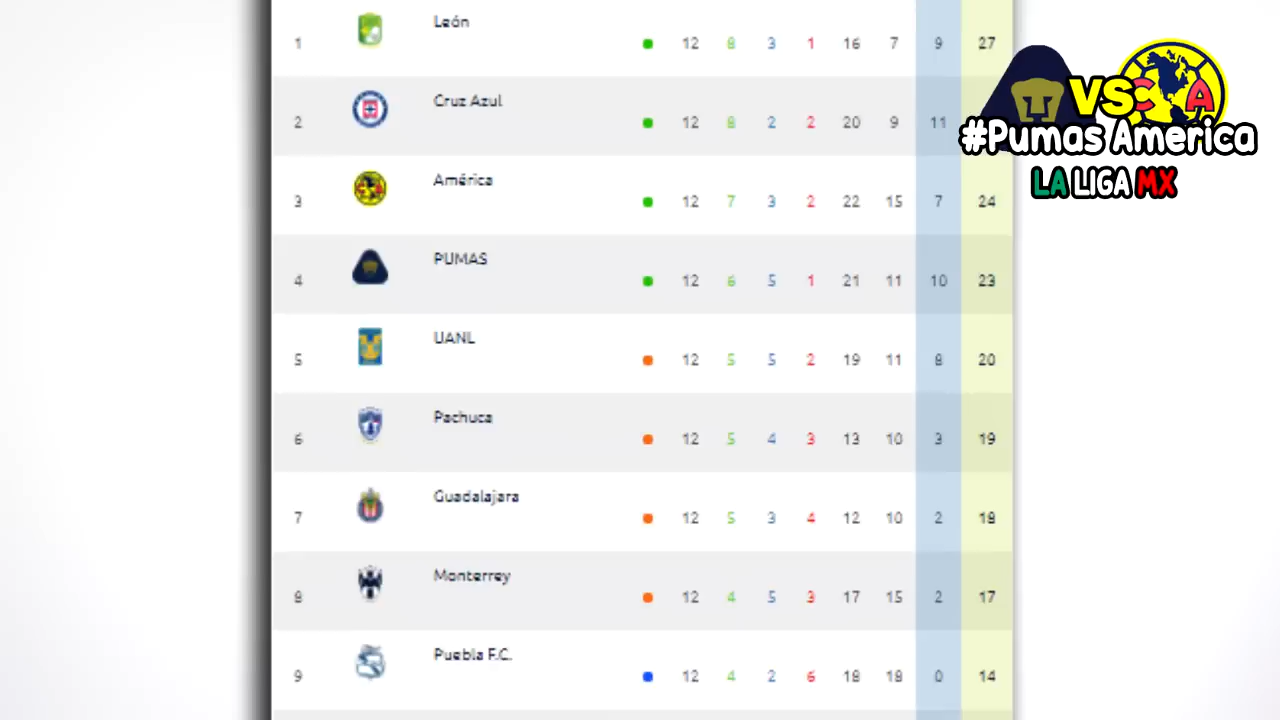 León
1 12 8 3 1 16 7 9 27
Cruz Azul
2 12 8 2 2 20 9 11
América
3 12 7 3 2 22 15 7 24
PUMAS
4 12 6 5 1 21 11 10 23
UANL
5 12 5 5 2 19 11 8 20
Pachuca
6 12 5 4 3 13 10 3 19
Guadalajara
7 12 5 3 4 12 10 2 18
Monterrey
8 12 4 5 3 17 15 2 17
Puebla F.C.
9 12 4 2 6 18 18 0 14
VS
C A
#Pumas America
LA LIGA MX